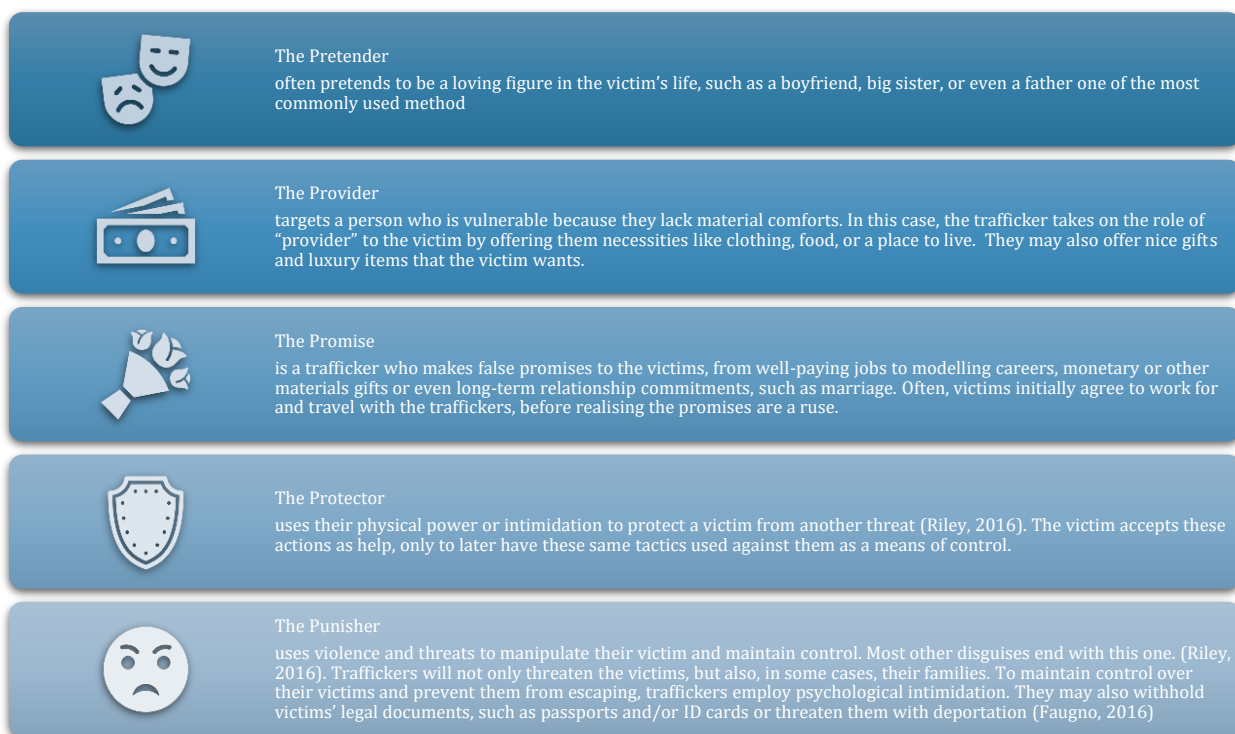 The Pretender
often pretends to be a loving figure in the victim’s life, such as a boyfriend, big sister, or even a father one of the most
commonly used method
The Provider
targets a person who is vulnerable because they lack material comforts. In this case, the trafficker takes on the role of
“provider” to the victim by offering them necessities like clothing, food, or a place to live.  They may also offer nice gifts
and luxury items that the victim wants.
The Promise
is a trafficker who makes false promises to the victims, from well-paying jobs to modelling careers, monetary or other
materials gifts or even long-term relationship commitments, such as marriage. Often, victims initially agree to work for
and travel with the traffickers, before realising the promises are a ruse.
The Protector
uses their physical power or intimidation to protect a victim from another threat (Riley, 2016). The victim accepts these
actions as help, only to later have these same tactics used against them as a means of control.
The Punisher
uses violence and threats to manipulate their victim and maintain control. Most other disguises end with this one. (Riley,
2016). Traffickers will not only threaten the victims, but also, in some cases, their families. To maintain control over
their victims and prevent them from escaping, traffickers employ psychological intimidation. They may also withhold
victims’ legal documents, such as passports and/or ID cards or threaten them with deportation (Faugno, 2016)